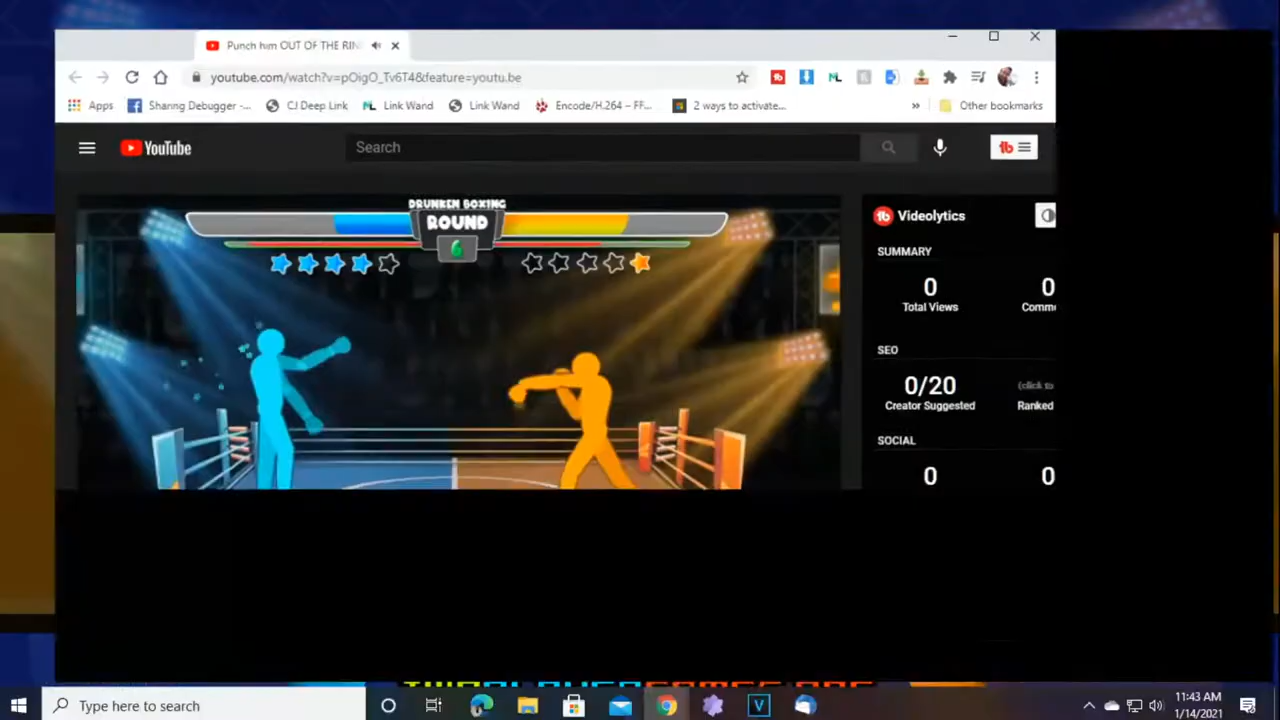 Punch him OUT OF THE RIN
youtube.com/watch?v=pOigO_Tv6T4&feature=youtu.be
Apps
Sharing Debugger -...
CJ Deep Link
Link Wand
Link Wand
Encode/H.264 – FF...
2 ways to activate...
»
Other bookmarks
YouTube
Search
DRUNKEN BOXING
ROUND
6
Videolytics
SUMMARY
0
0
Total Views
Comme
SEO
0/20
(click to
Creator Suggested
Ranked
SOCIAL
0
0
Type here to search
11:43 AM
1/14/2021